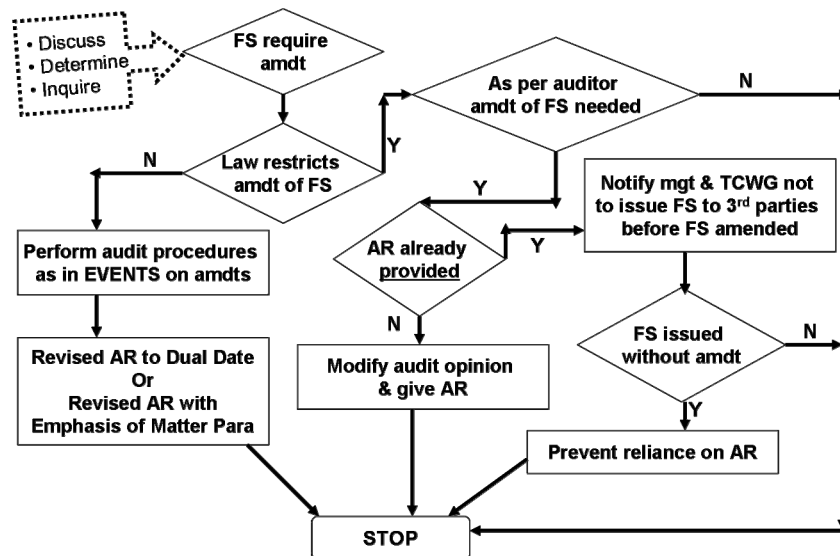 • Discuss
• Determine
• Inquire
FS require
amdt
As per auditor
amdt of FS needed
N
N
Law restricts
amdt of FS
Y
Y
Notify mgt & TCWG not
to issue FS to 3rd parties
before FS amended
Perform audit procedures
as in EVENTS on amdts
AR already
provided
Y
N
FS issued
without amdt
N
Revised AR to Dual Date
Or
Revised AR with
Emphasis of Matter Para
Modify audit opinion
& give AR
Y
Prevent reliance on AR
STOP